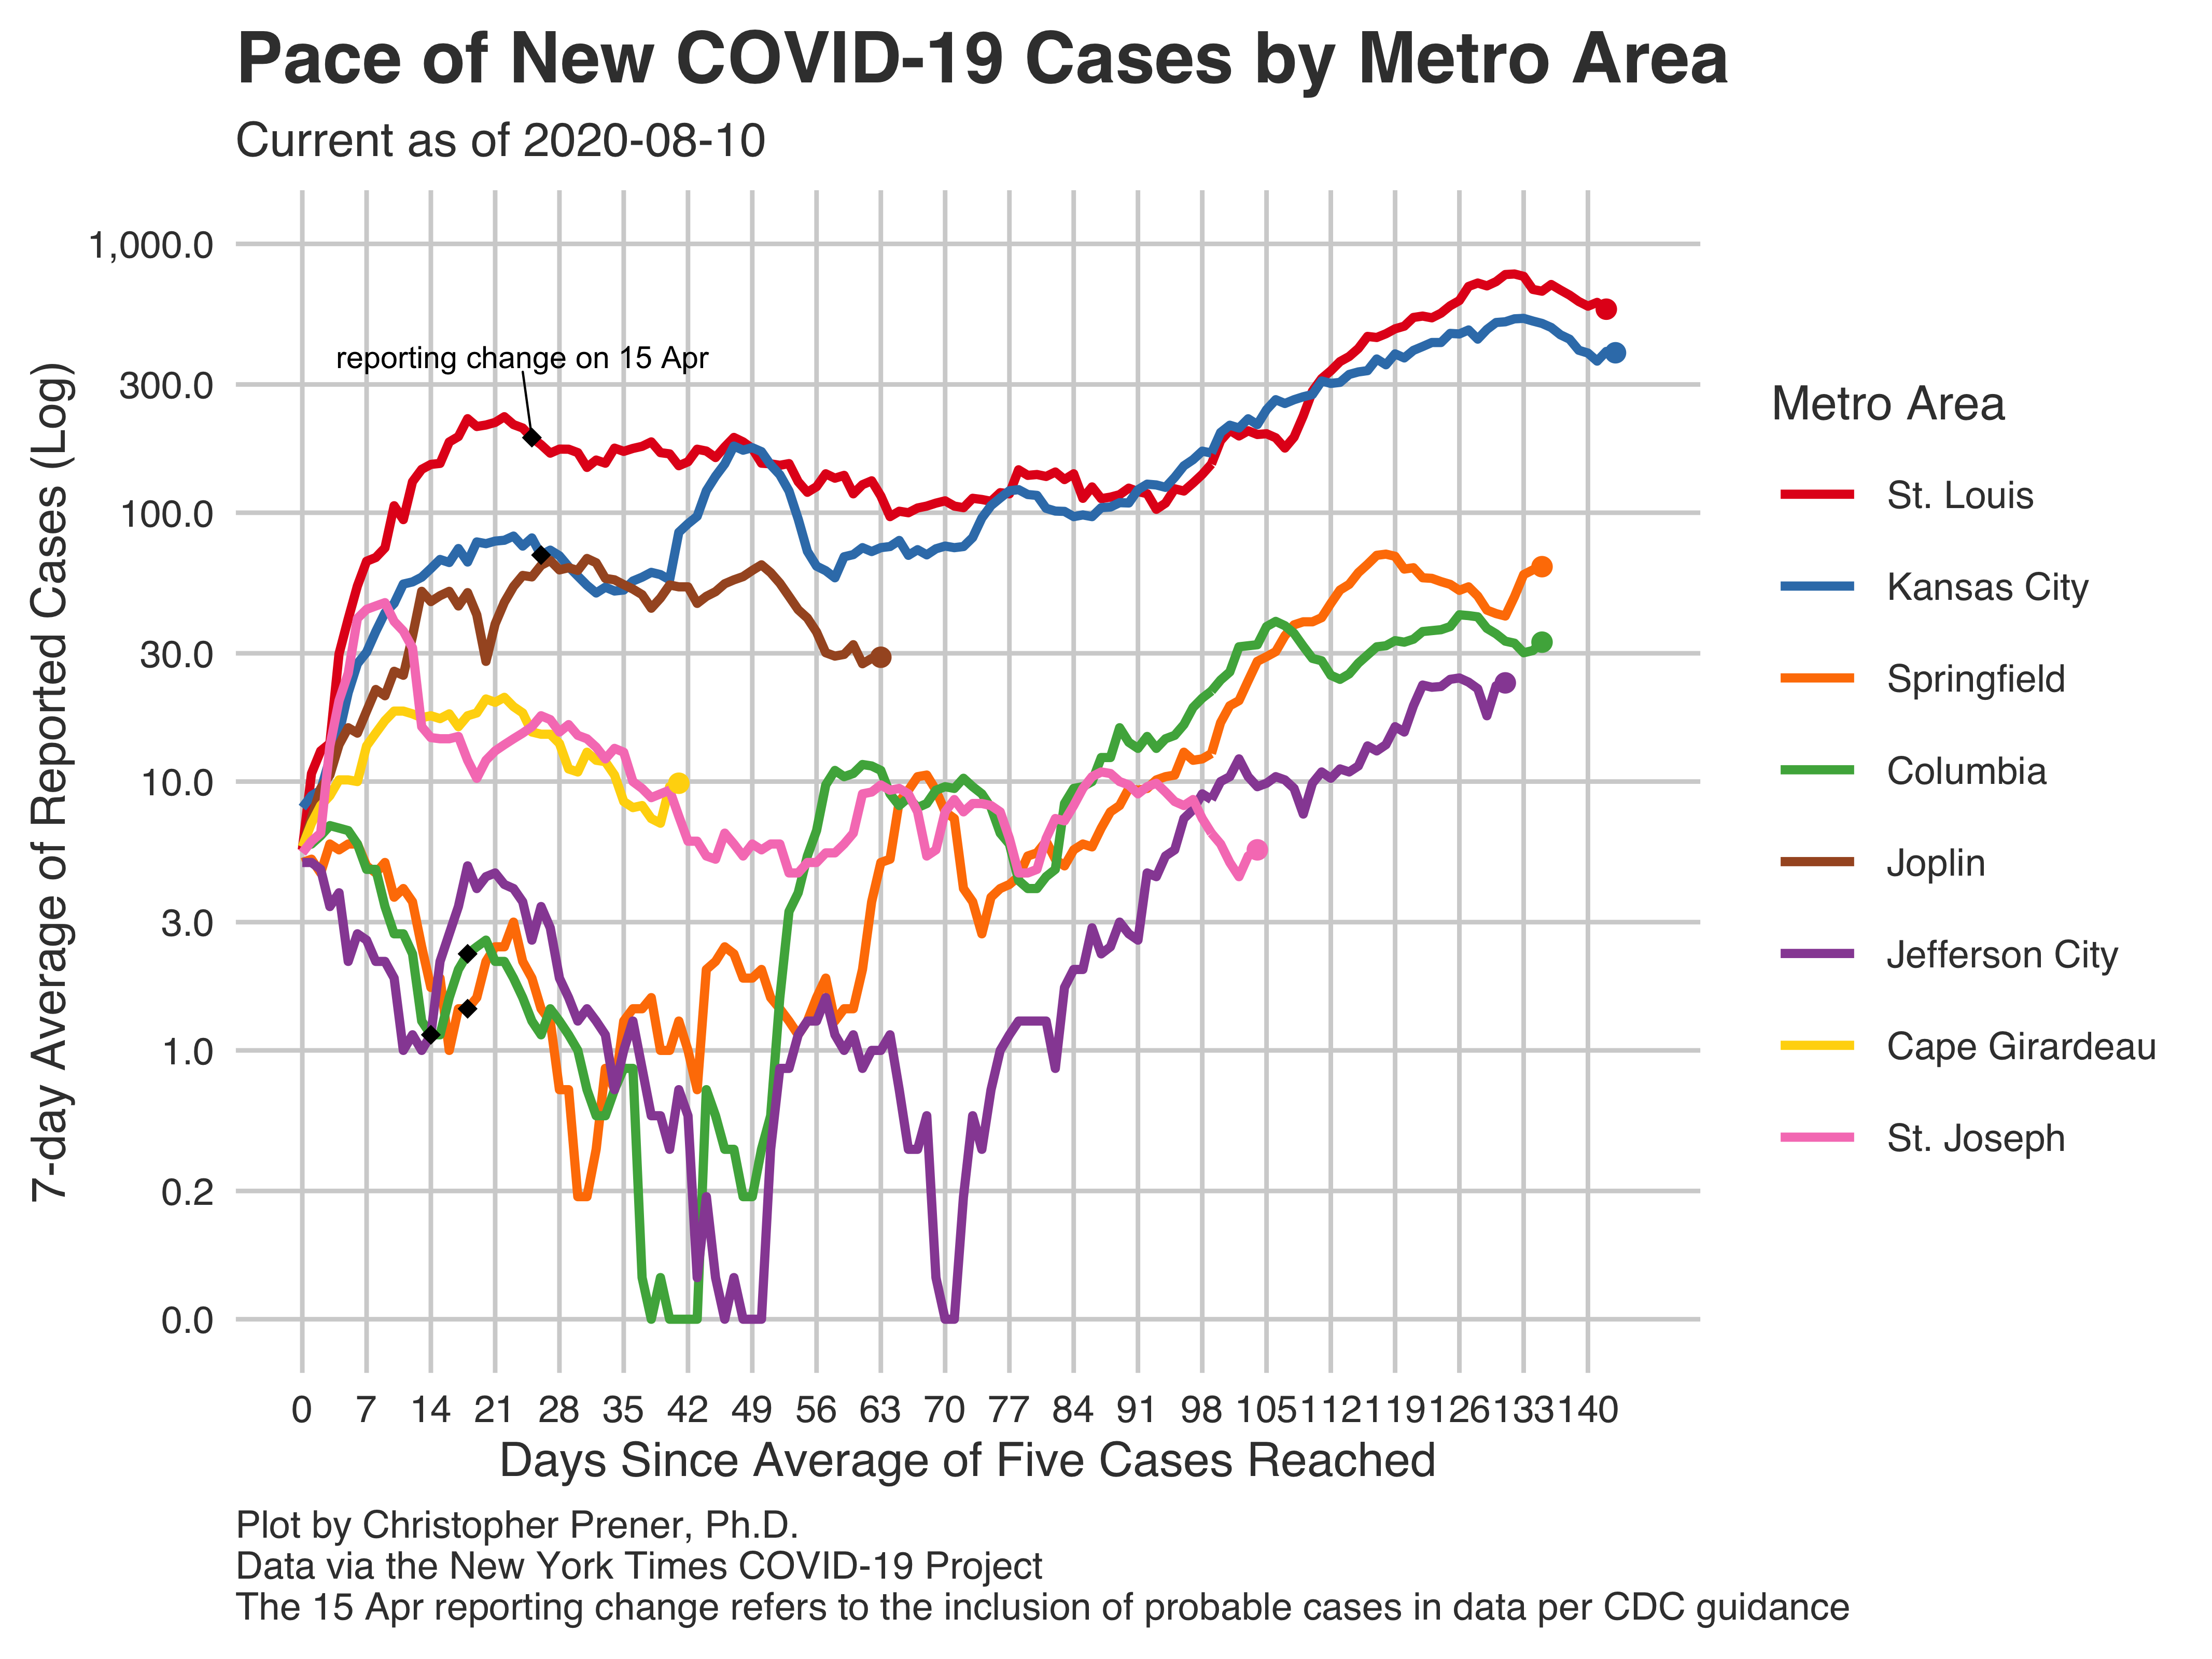 Pace of New COVID-19 Cases by Metro Area
Current as of 2020-08-10
7-day Average of Reported Cases (Log)
1,000.0
300.0
100.0
30.0
10.0
3.0
1.0
0.2
0.0
reporting change on 15 Apr
0 7 14 21 28 35 42 49 56 63 70 77 84 91 98 105 112 119 126 133 140
Days Since Average of Five Cases Reached
Metro Area
St. Louis
Kansas City
Springfield
Columbia
Joplin
Jefferson City
Cape Girardeau
St. Joseph
Plot by Christopher Prener, Ph.D.
Data via the New York Times COVID-19 Project
The 15 Apr reporting change refers to the inclusion of probable cases in data per CDC guidance